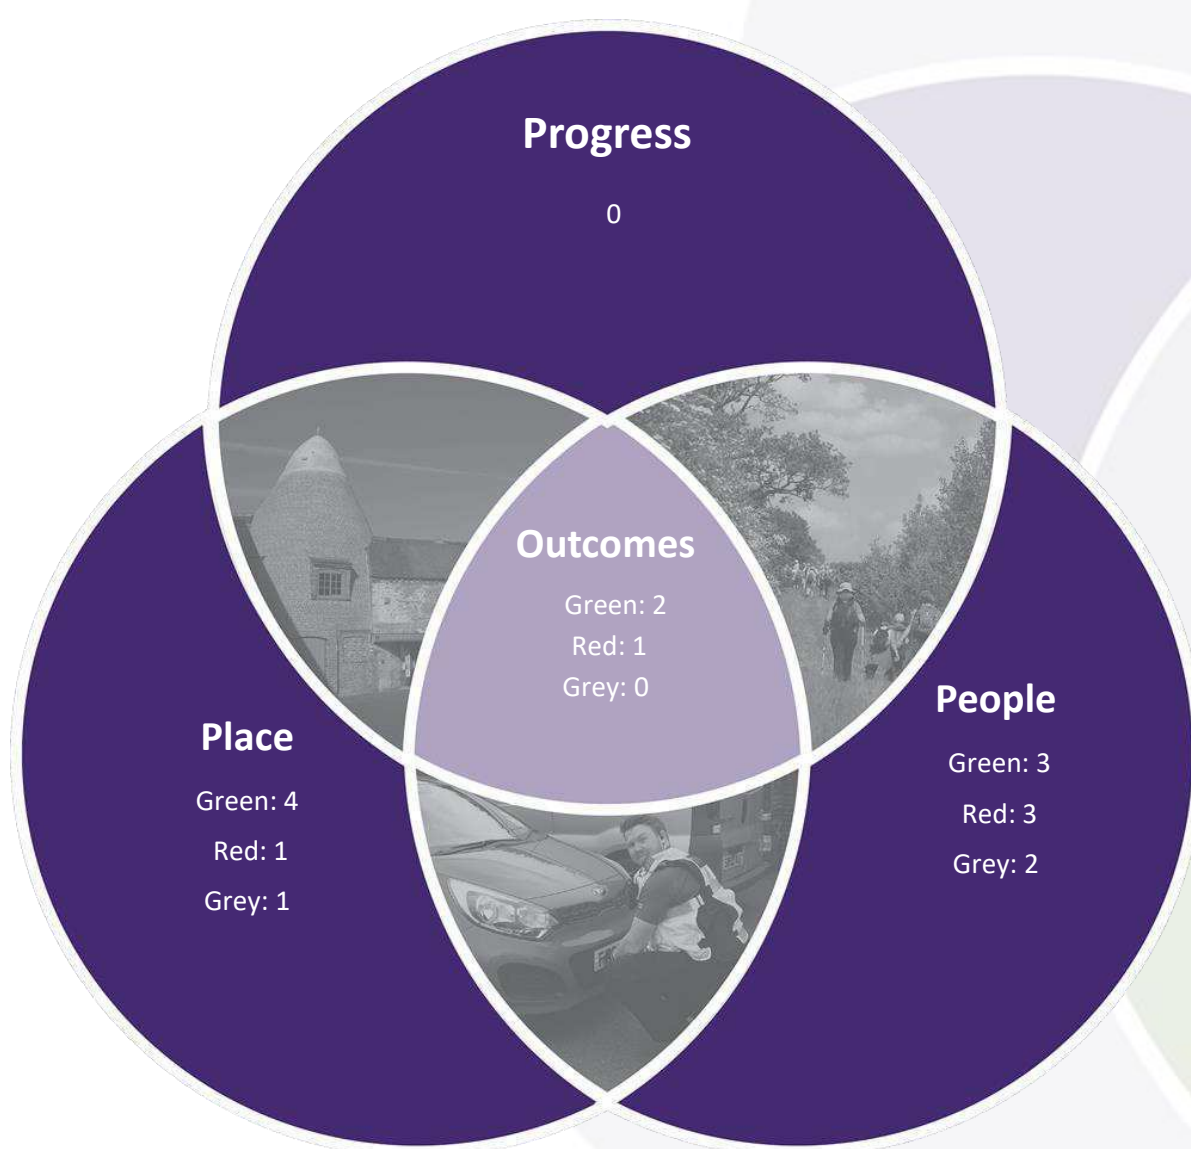 Progress
0
Outcomes
Green: 2
Red: 1
Grey: 0
Place
Green: 4
Red: 1
Grey: 1
People
Green: 3
Red: 3
Grey: 2